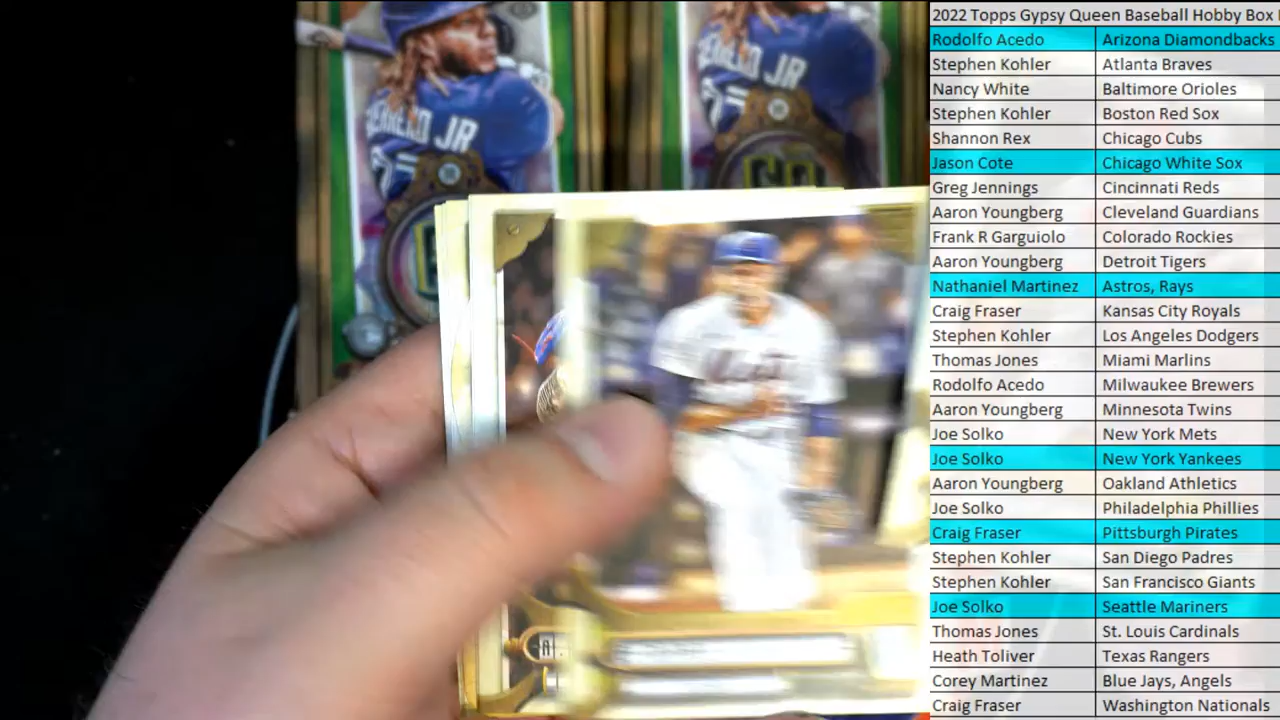 2022 Topps Gypsy Queen Baseball Hobby Box
Rodolfo Acedo Arizona Diamondbacks
Stephen Kohler Atlanta Braves
Nancy White Baltimore Orioles
Stephen Kohler Boston Red Sox
Shannon Rex Chicago Cubs
Jason Cote Chicago White Sox
Greg Jennings Cincinnati Reds
Aaron Youngberg Cleveland Guardians
Frank R Garguiolo Colorado Rockies
Aaron Youngberg Detroit Tigers
Nathaniel Martinez Astros, Rays
Craig Fraser Kansas City Royals
Stephen Kohler Los Angeles Dodgers
Thomas Jones Miami Marlins
Rodolfo Acedo Milwaukee Brewers
Aaron Youngberg Minnesota Twins
Joe Solko New York Mets
Joe Solko New York Yankees
Aaron Youngberg Oakland Athletics
Joe Solko Philadelphia Phillies
Craig Fraser Pittsburgh Pirates
Stephen Kohler San Diego Padres
Stephen Kohler San Francisco Giants
Joe Solko Seattle Mariners
Thomas Jones St. Louis Cardinals
Heath Toliver Texas Rangers
Corey Martinez Blue Jays, Angels
Craig Fraser Washington Nationals
JR
JR